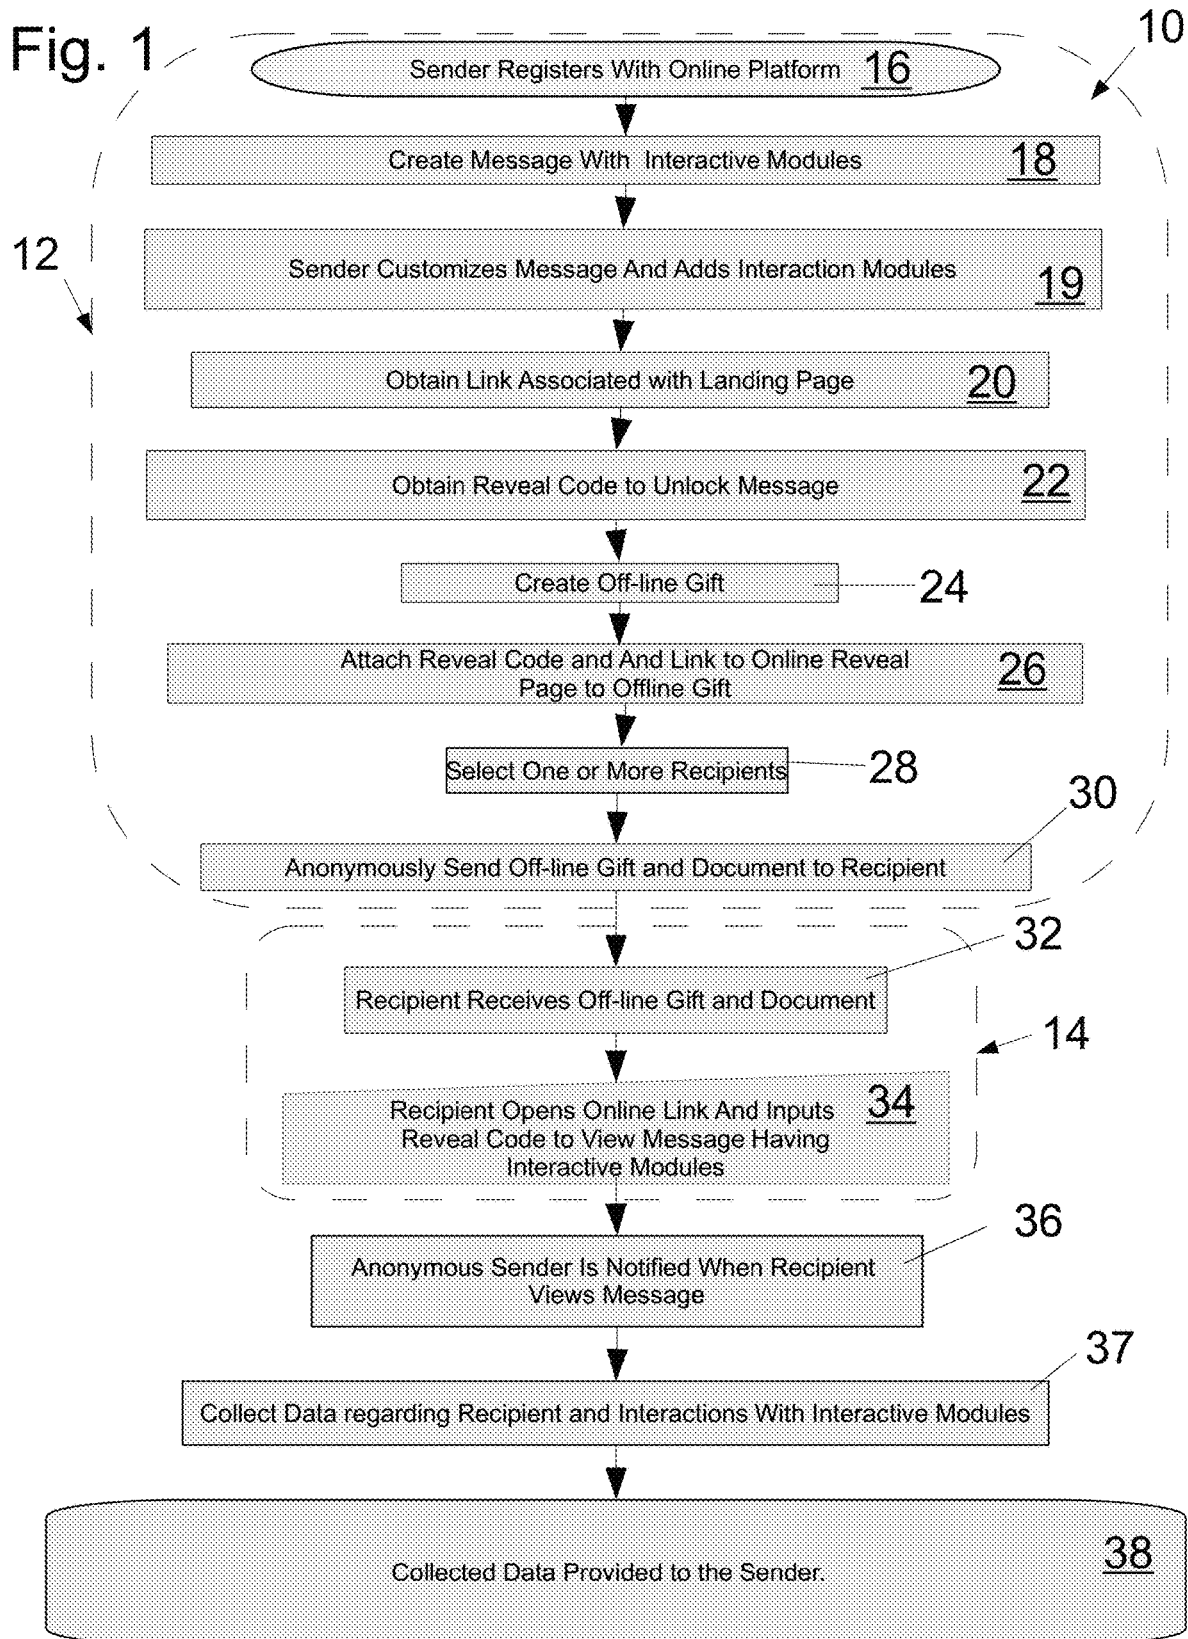 Fig. 1
10
Sender Registers With Online Platform 16
Create Message With Interactive Modules 18
12
Sender Customizes Message And Adds Interaction Modules 19
Obtain Link Associated with Landing Page 20
Obtain Reveal Code to Unlock Message 22
Create Off-line Gift 24
Attach Reveal Code and And Link to Online Reveal
Page to Offline Gift 26
Select One or More Recipients 28
30
Anonymously Send Off-line Gift and Document to Recipient
32
Recipient Receives Off-line Gift and Document
14
Recipient Opens Online Link And Inputs 34
Reveal Code to View Message Having
Interactive Modules
36
Anonymous Sender Is Notified When Recipient
Views Message
37
Collect Data regarding Recipient and Interactions With Interactive Modules
Collected Data Provided to the Sender. 38